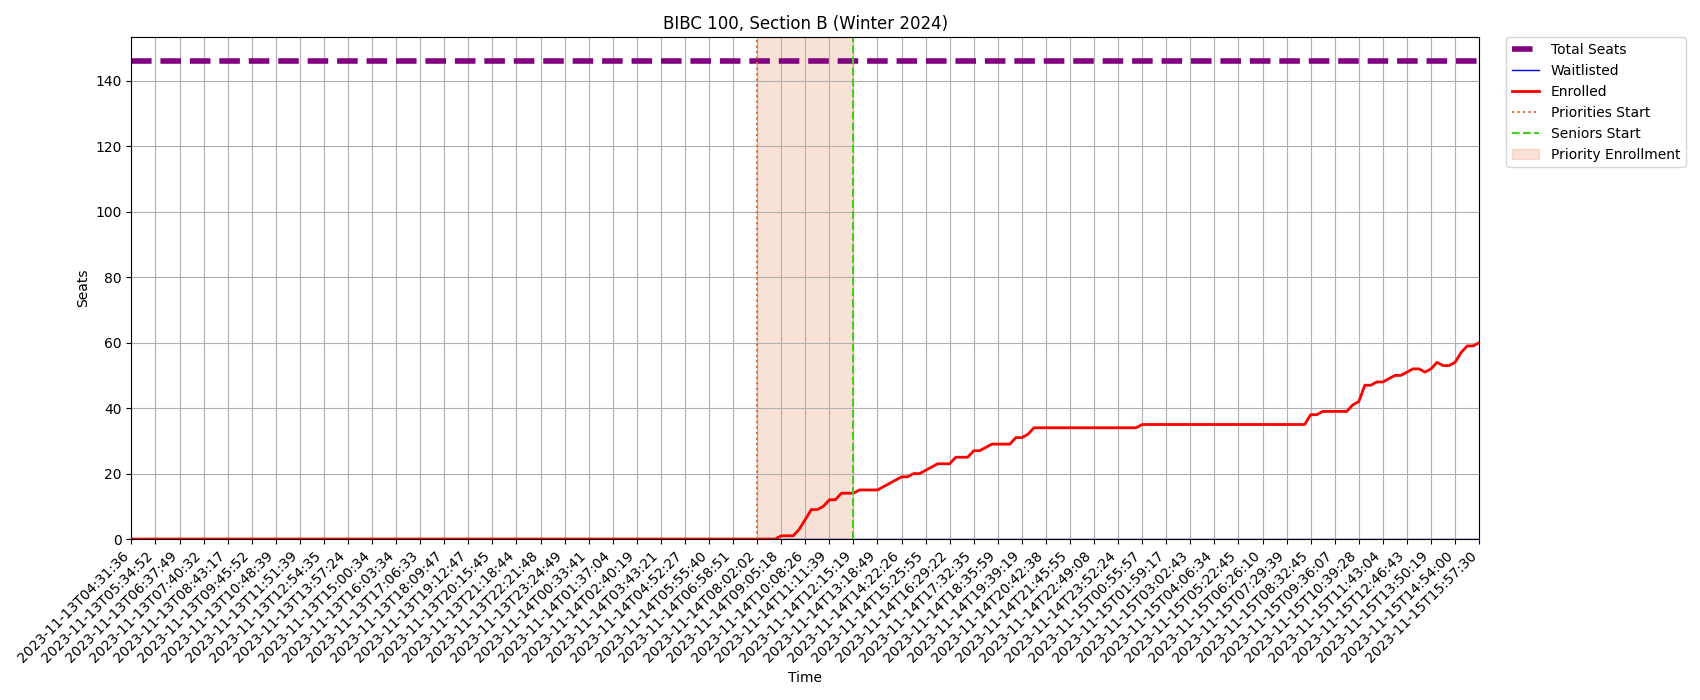 BIBC 100, Section B (Winter 2024)
Total Seats
Waitlisted
Enrolled
Priorities Start
Seniors Start
Priority Enrollment
Seats
140
120
100
80
60
40
20
0
2023-11-13T04:31:36
2023-11-13T05:34:52
2023-11-13T06:37:49
2023-11-13T07:40:32
2023-11-13T08:43:17
2023-11-13T09:45:52
2023-11-13T10:48:39
2023-11-13T11:51:39
2023-11-13T12:54:35
2023-11-13T13:57:24
2023-11-13T15:00:34
2023-11-13T16:03:34
2023-11-13T17:06:33
2023-11-13T18:09:47
2023-11-13T19:12:47
2023-11-13T20:15:45
2023-11-13T21:18:44
2023-11-13T22:21:48
2023-11-13T23:24:49
2023-11-14T00:33:41
2023-11-14T01:37:04
2023-11-14T02:40:19
2023-11-14T03:43:21
2023-11-14T04:52:27
2023-11-14T05:55:40
2023-11-14T06:58:51
2023-11-14T08:02:02
2023-11-14T09:05:18
2023-11-14T10:08:26
2023-11-14T11:11:39
2023-11-14T12:15:19
2023-11-14T13:18:49
2023-11-14T14:22:26
2023-11-14T15:25:55
2023-11-14T16:29:22
2023-11-14T17:32:35
2023-11-14T18:35:59
2023-11-14T19:39:19
2023-11-14T20:42:38
2023-11-14T21:45:55
2023-11-14T22:49:08
2023-11-14T23:52:24
2023-11-15T00:55:57
2023-11-15T01:59:17
2023-11-15T03:02:43
2023-11-15T04:06:34
2023-11-15T05:22:45
2023-11-15T06:26:10
2023-11-15T07:29:39
2023-11-15T08:32:45
2023-11-15T09:36:07
2023-11-15T10:39:28
2023-11-15T11:43:04
2023-11-15T12:46:43
2023-11-15T13:50:19
2023-11-15T14:54:00
2023-11-15T15:57:30
Time